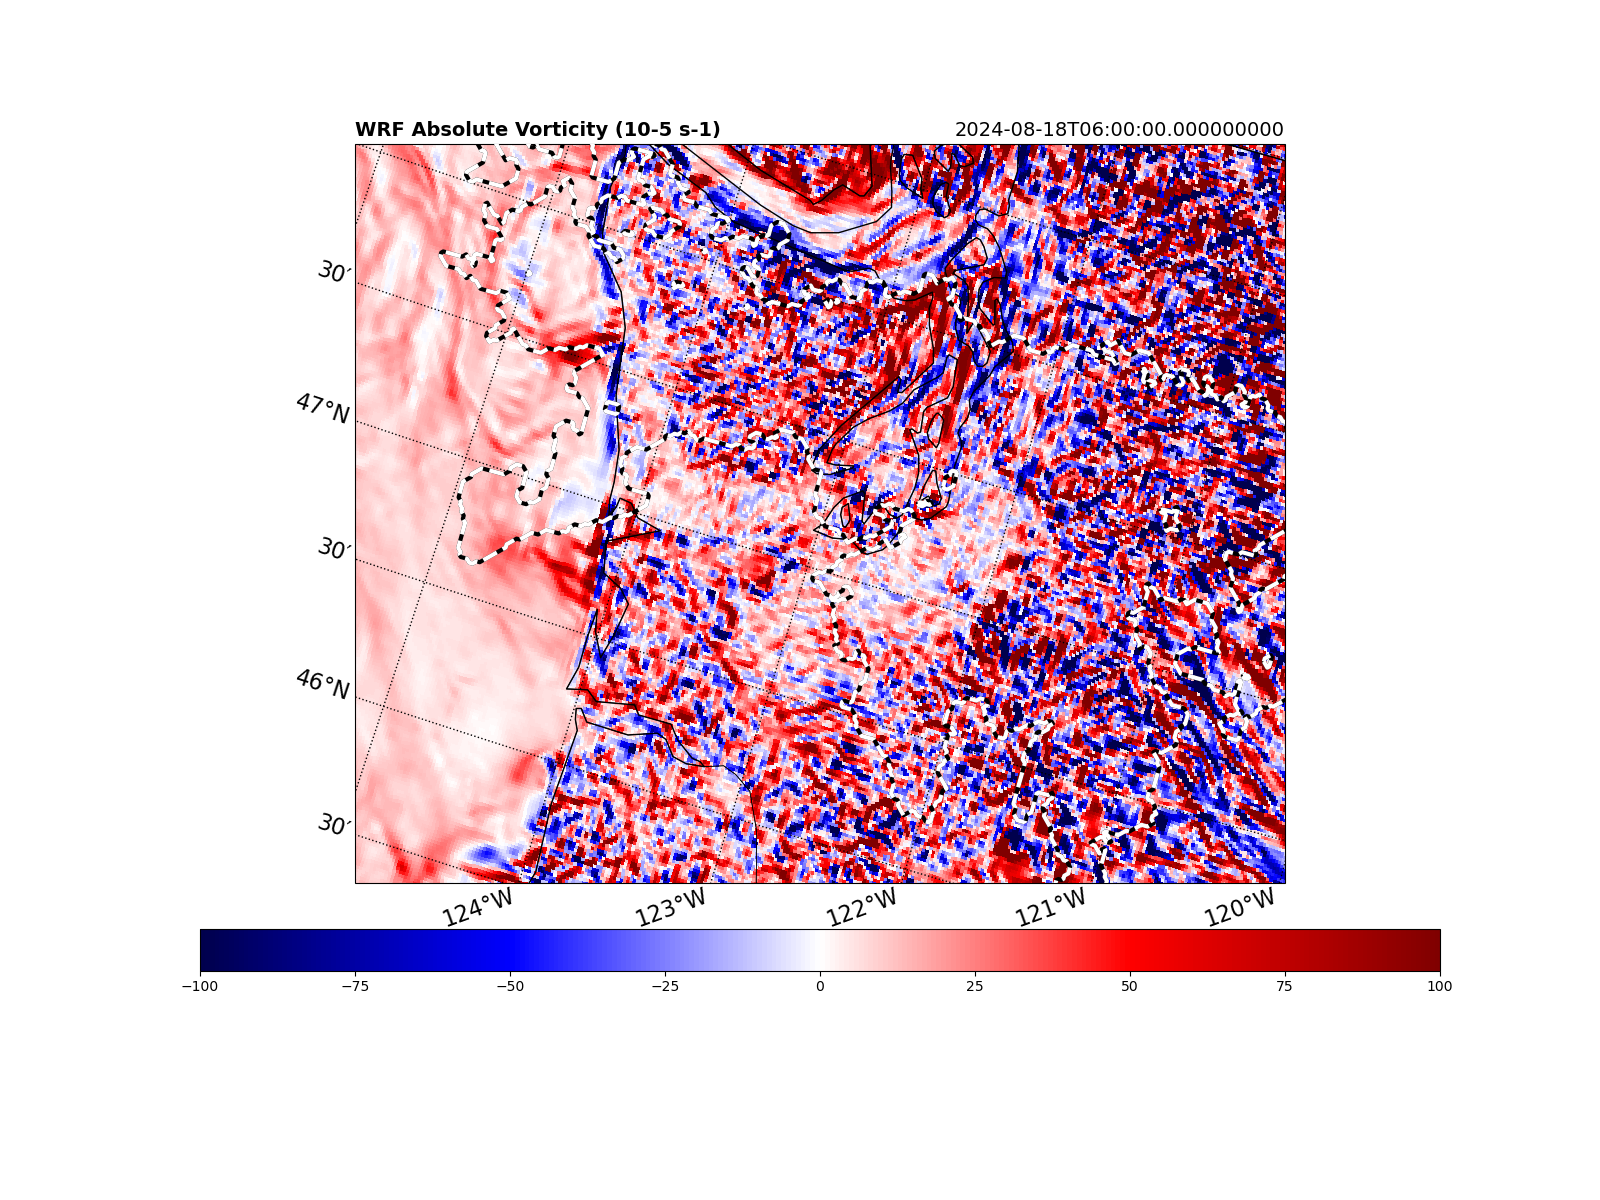 WRF Absolute Vorticity (10-5 s-1) 2024-08-18T06:00:00.000000000
30′
47°N
30′
46°N
30′
124°W 123°W 122°W 121°W 120°W
−100 −75 −50 −25 0 25 50 75 100